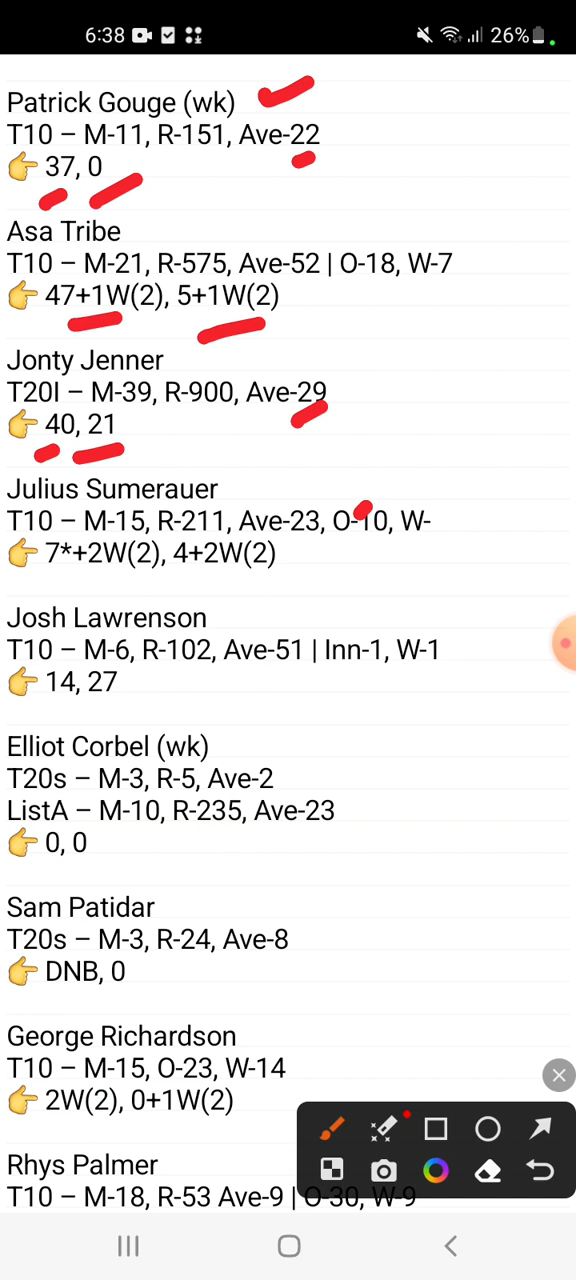 6:38 26%
Patrick Gouge (wk)
T10 – M-11, R-151, Ave-22
👉 37, 0
Asa Tribe
T10 – M-21, R-575, Ave-52 | O-18, W-7
👉 47+1W(2), 5+1W(2)
Jonty Jenner
T20I – M-39, R-900, Ave-29
👉 40, 21
Julius Sumerauer
T10 – M-15, R-211, Ave-23, O-10, W-
👉 7*+2W(2), 4+2W(2)
Josh Lawrenson
T10 – M-6, R-102, Ave-51 | Inn-1, W-1
👉 14, 27
Elliot Corbel (wk)
T20s – M-3, R-5, Ave-2
ListA – M-10, R-235, Ave-23
👉 0, 0
Sam Patidar
T20s – M-3, R-24, Ave-8
👉 DNB, 0
George Richardson
T10 – M-15, O-23, W-14
👉 2W(2), 0+1W(2)
Rhys Palmer
T10 – M-18, R-53 Ave-9 | O-30, W-9